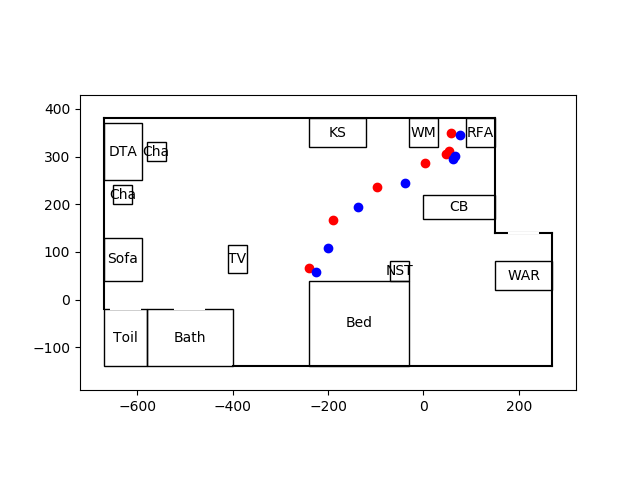 400
300
200
100
0
−100
−600
−400
−200
0
200
DTA
Cha
Cha
KS
WM
RFA
CB
Sofa
TV
NST
WAR
Toil
Bath
Bed